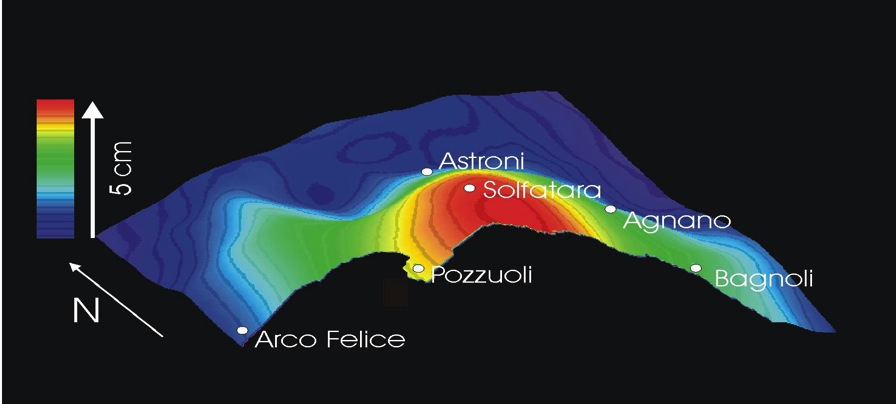 5 cm
Astroni
Solfatara
Agnano
Pozzuoli
Bagnoli
N
Arco Felice